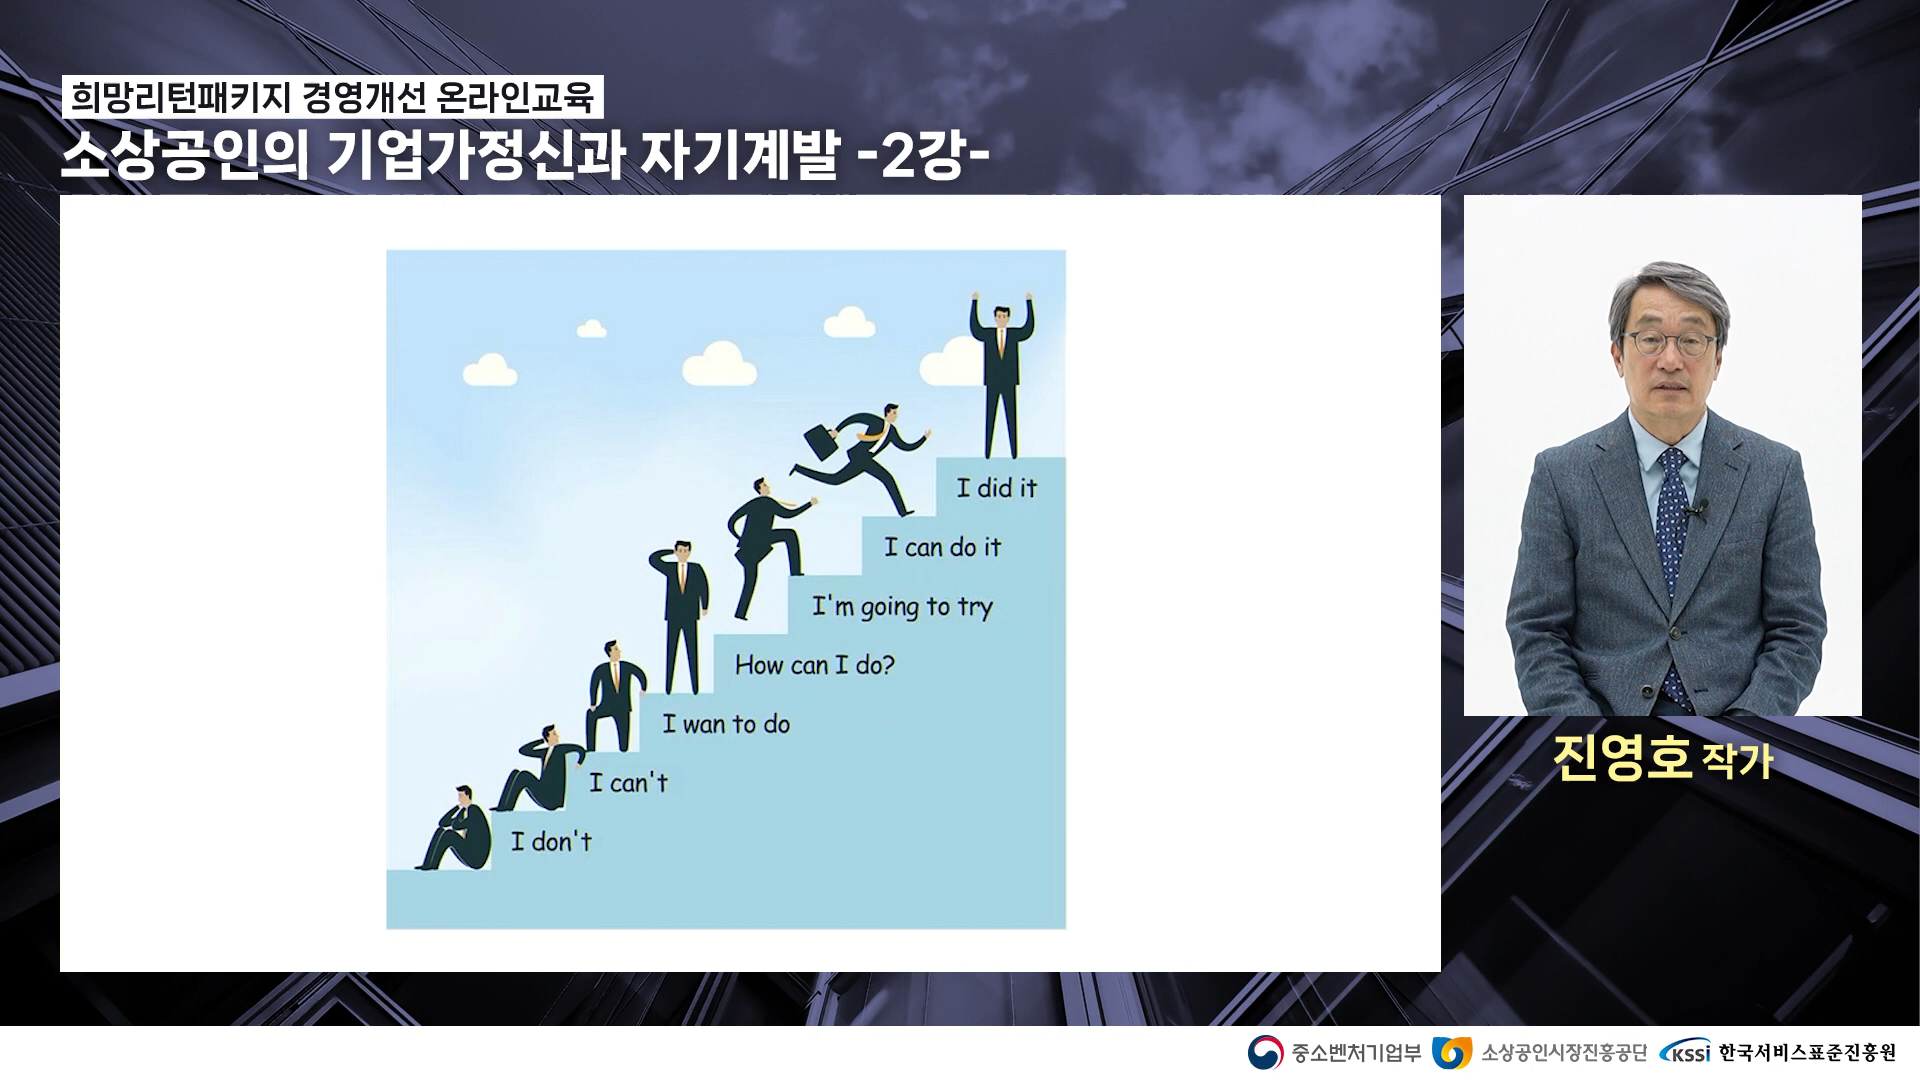 희망리턴패키지 경영개선 온라인교육
소상공인의 기업가정신과 자기계발 -2강-
I did it
I can do it
I'm going to try
How can I do?
I wan to do
I can't
I don't
진영호 작가
중소벤처기업부 소상공인시장진흥공단 KSSi 한국서비스표준진흥원